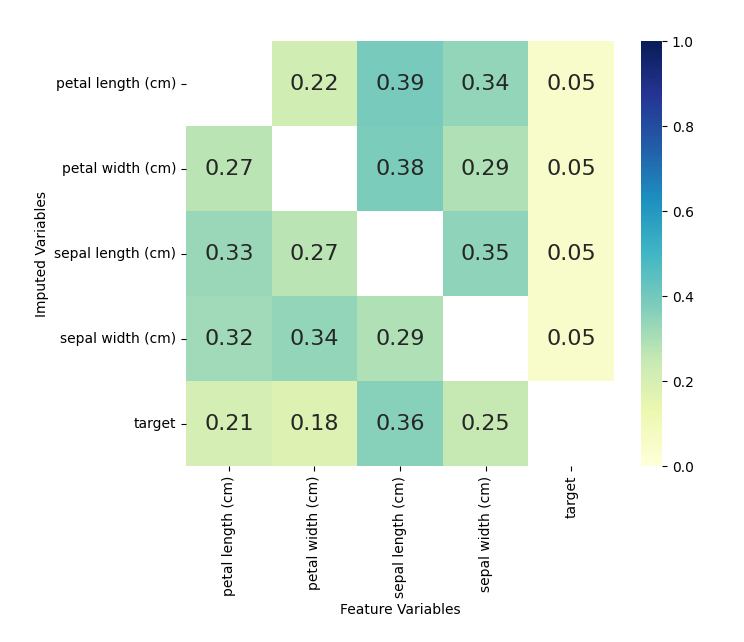 petal length (cm) 0.22 0.39 0.34 0.05
petal width (cm) 0.27 0.38 0.29 0.05
sepal length (cm) 0.33 0.27 0.35 0.05
sepal width (cm) 0.32 0.34 0.29 0.05
target 0.21 0.18 0.36 0.25
Imputed Variables
petal length (cm)
petal width (cm)
sepal length (cm)
sepal width (cm)
target
Feature Variables
1.0
0.8
0.6
0.4
0.2
0.0